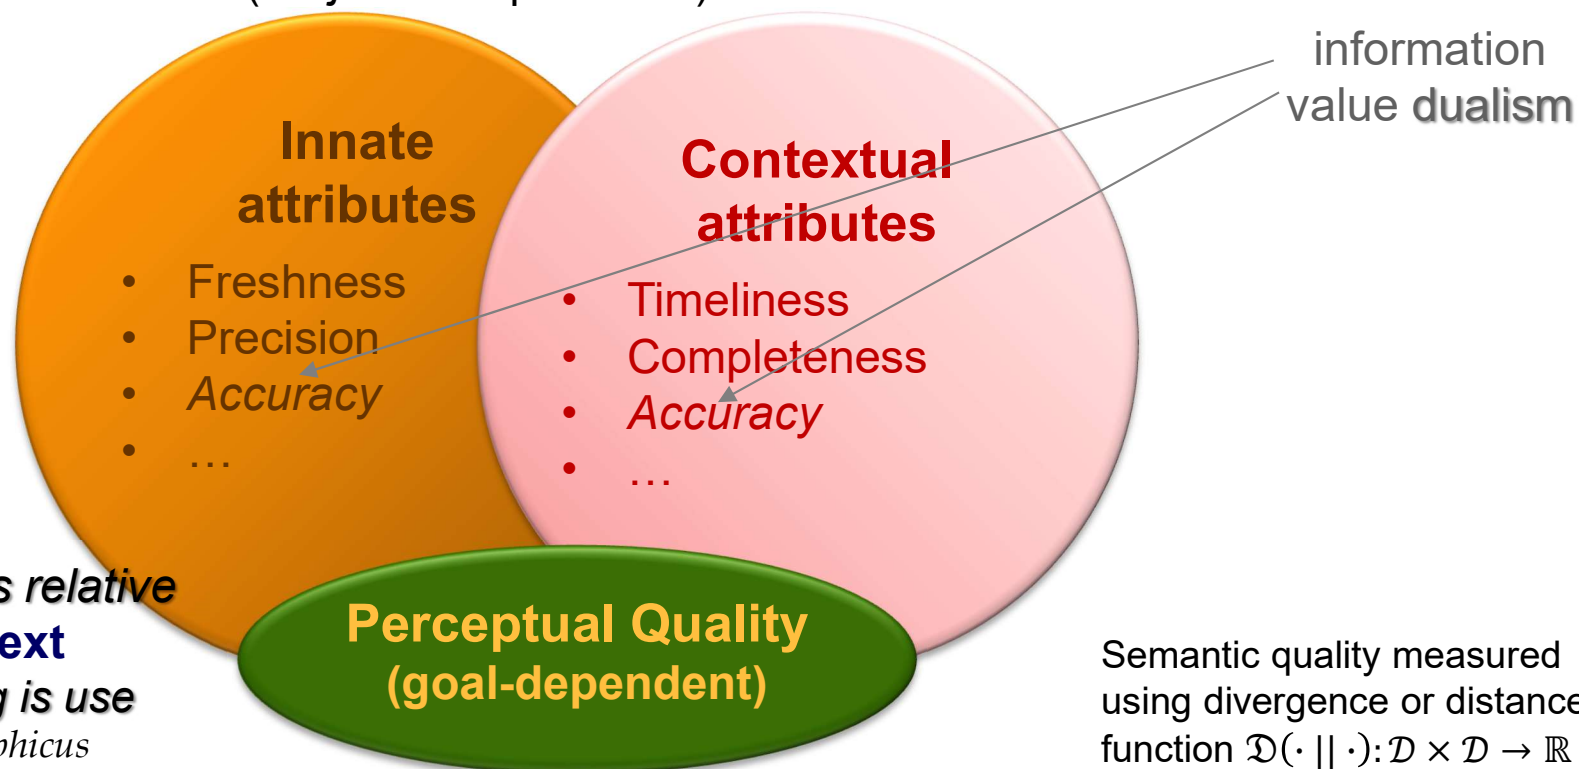 information
value dualism
Innate
attributes
• Freshness
• Precision
• Accuracy
• …
Contextual
attributes
• Timeliness
• Completeness
• Accuracy
• …
s relative
ext
g is use
phicus
Perceptual Quality
(goal-dependent)
Semantic quality measured
using divergence or distance
function 𝔇(· || ·): 𝒟 × 𝒟 → ℝ